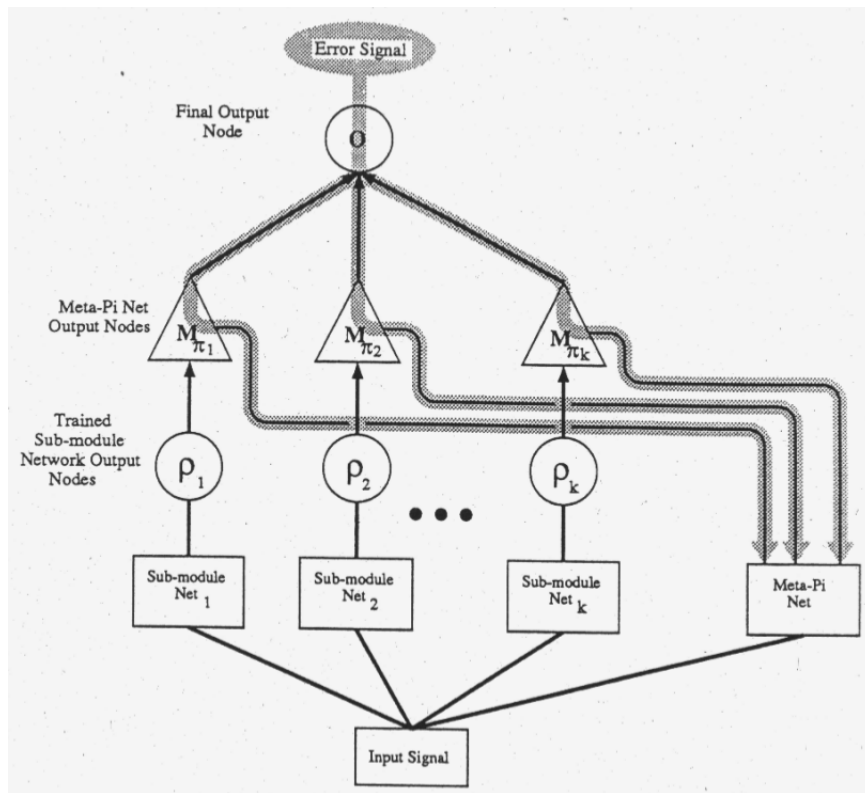 Error Signal
Final Output
Node
O
Meta-Pi Net
Output Nodes
Mπ1
Mπ2
Mπk
Trained
Sub-module
Network Output
Nodes
ρ1
ρ2
ρk
• • •
Sub-module
Net 1
Sub-module
Net 2
Sub-module
Net k
Meta-Pi
Net
Input Signal